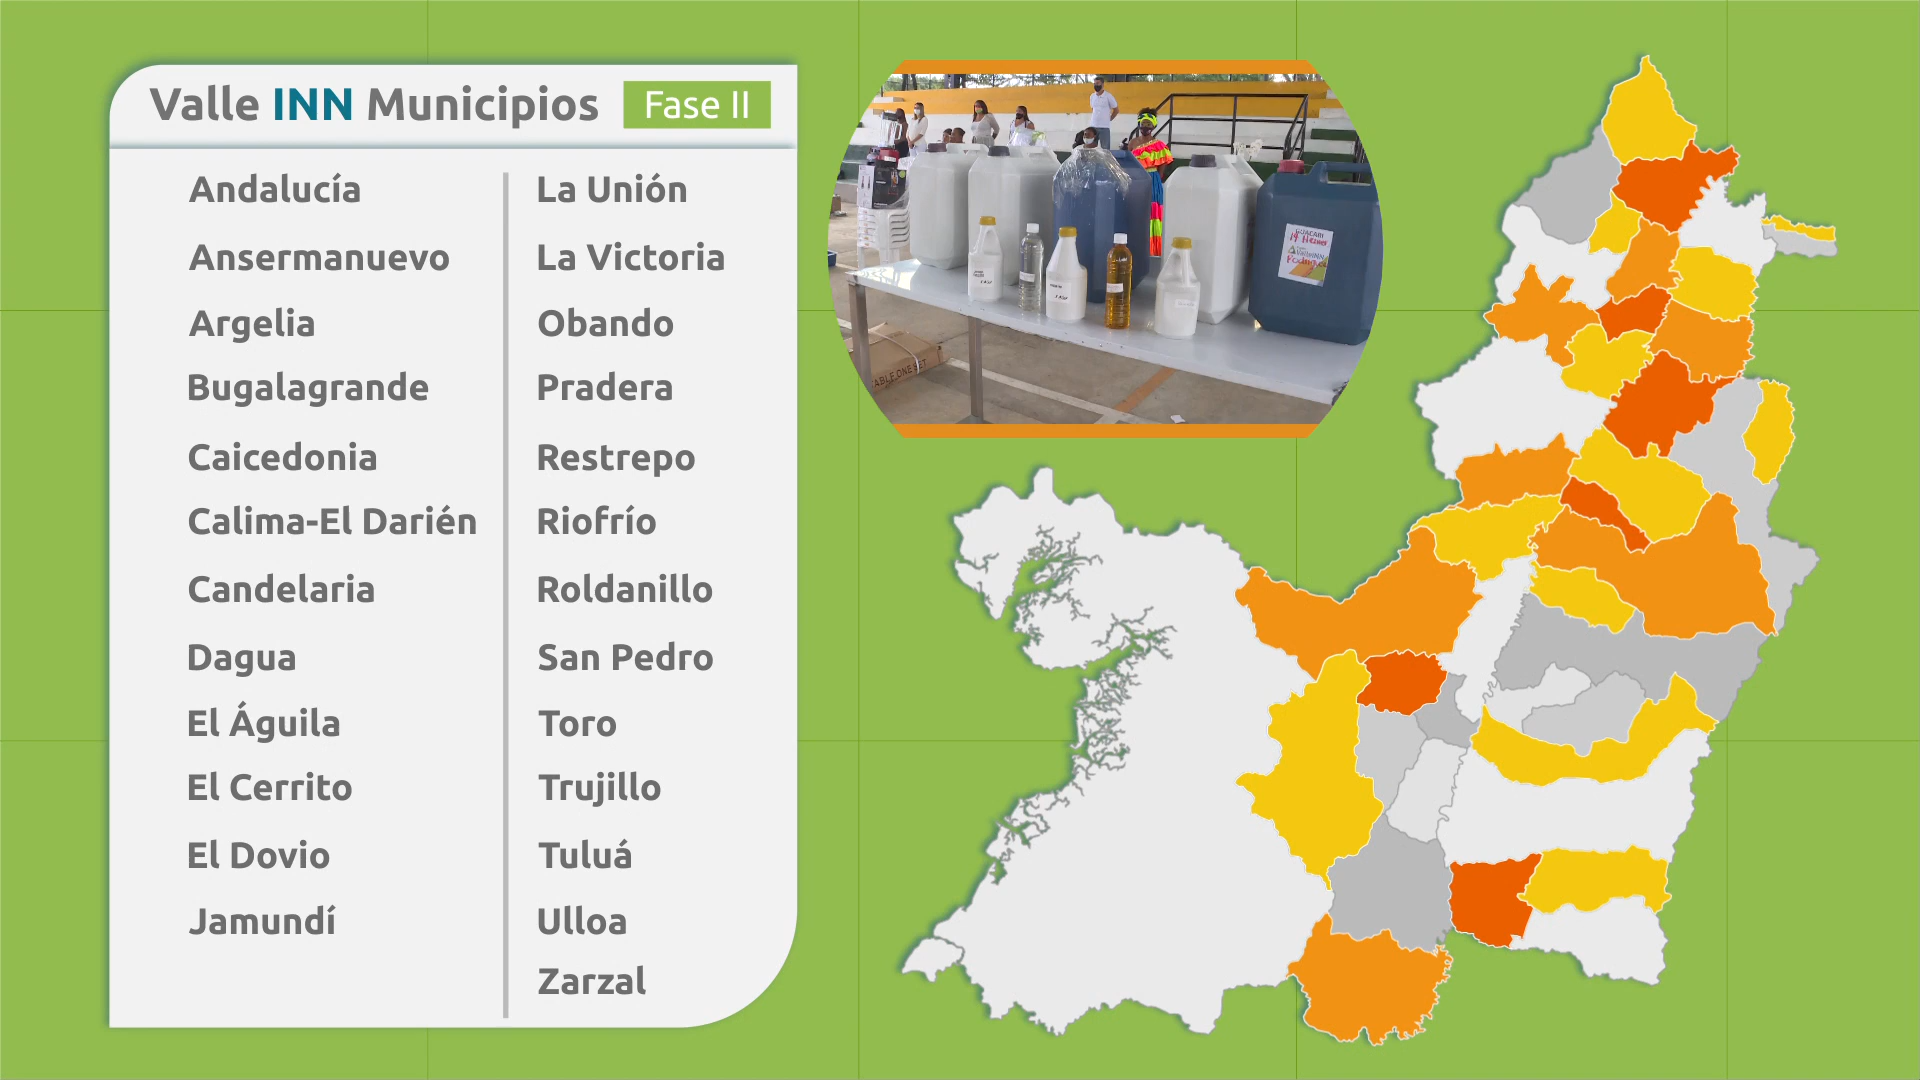 Valle INN Municipios Fase II
Andalucía
Ansermanuevo
Argelia
Bugalagrande
Caicedonia
Calima-El Darién
Candelaria
Dagua
El Águila
El Cerrito
El Dovio
Jamundí
La Unión
La Victoria
Obando
Pradera
Restrepo
Riofrío
Roldanillo
San Pedro
Toro
Trujillo
Tuluá
Ulloa
Zarzal
GUACARI